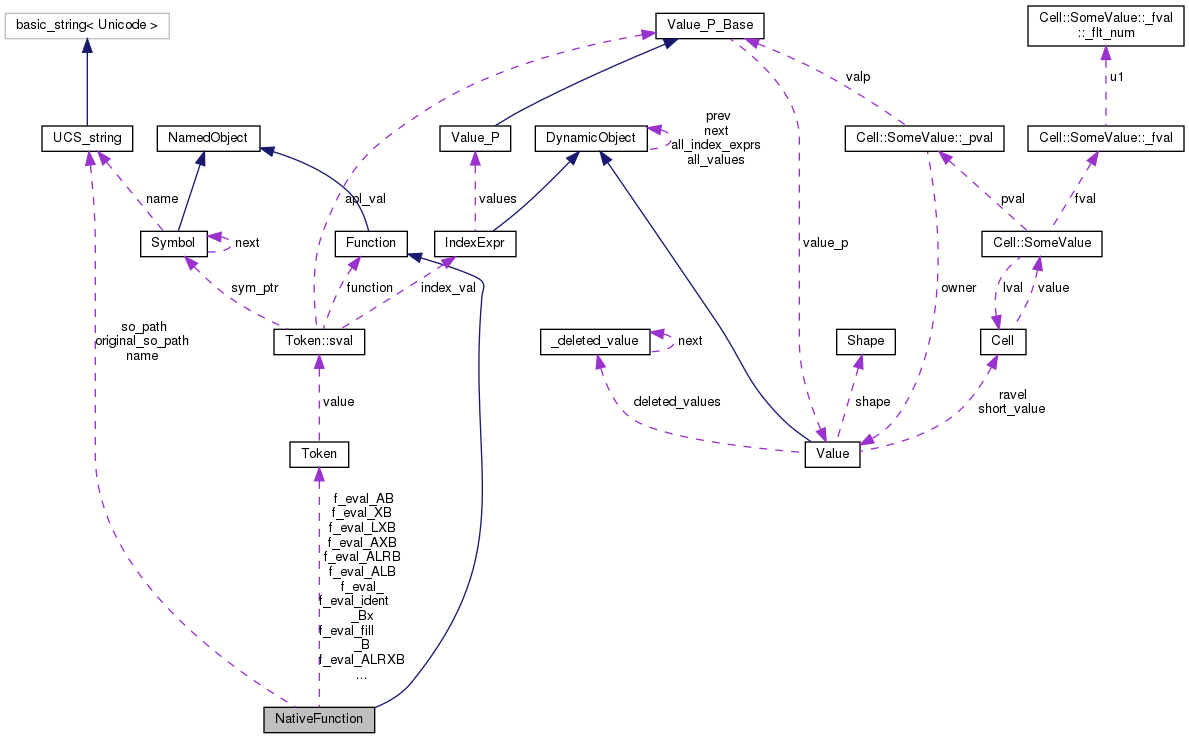 basic_string< Unicode >
Value_P_Base
Cell::SomeValue::_fval
::_flt_num
valp
u1
UCS_string
NamedObject
Value_P
DynamicObject
prev
next
all_index_exprs
all_values
Cell::SomeValue::_pval
Cell::SomeValue::_fval
name
apl_val
values
pval
fval
Symbol
next
Function
IndexExpr
value_p
Cell::SomeValue
sym_ptr
function
index_val
owner
lval
value
so_path
original_so_path
name
Token::sval
_deleted_value
next
Shape
Cell
value
deleted_values
shape
ravel
short_value
Token
Value
f_eval_AB
f_eval_XB
f_eval_LXB
f_eval_AXB
f_eval_ALRB
f_eval_ALB
f_eval_
f_eval_ident
_Bx
f_eval_fill
_B
f_eval_ALRXB
...
NativeFunction